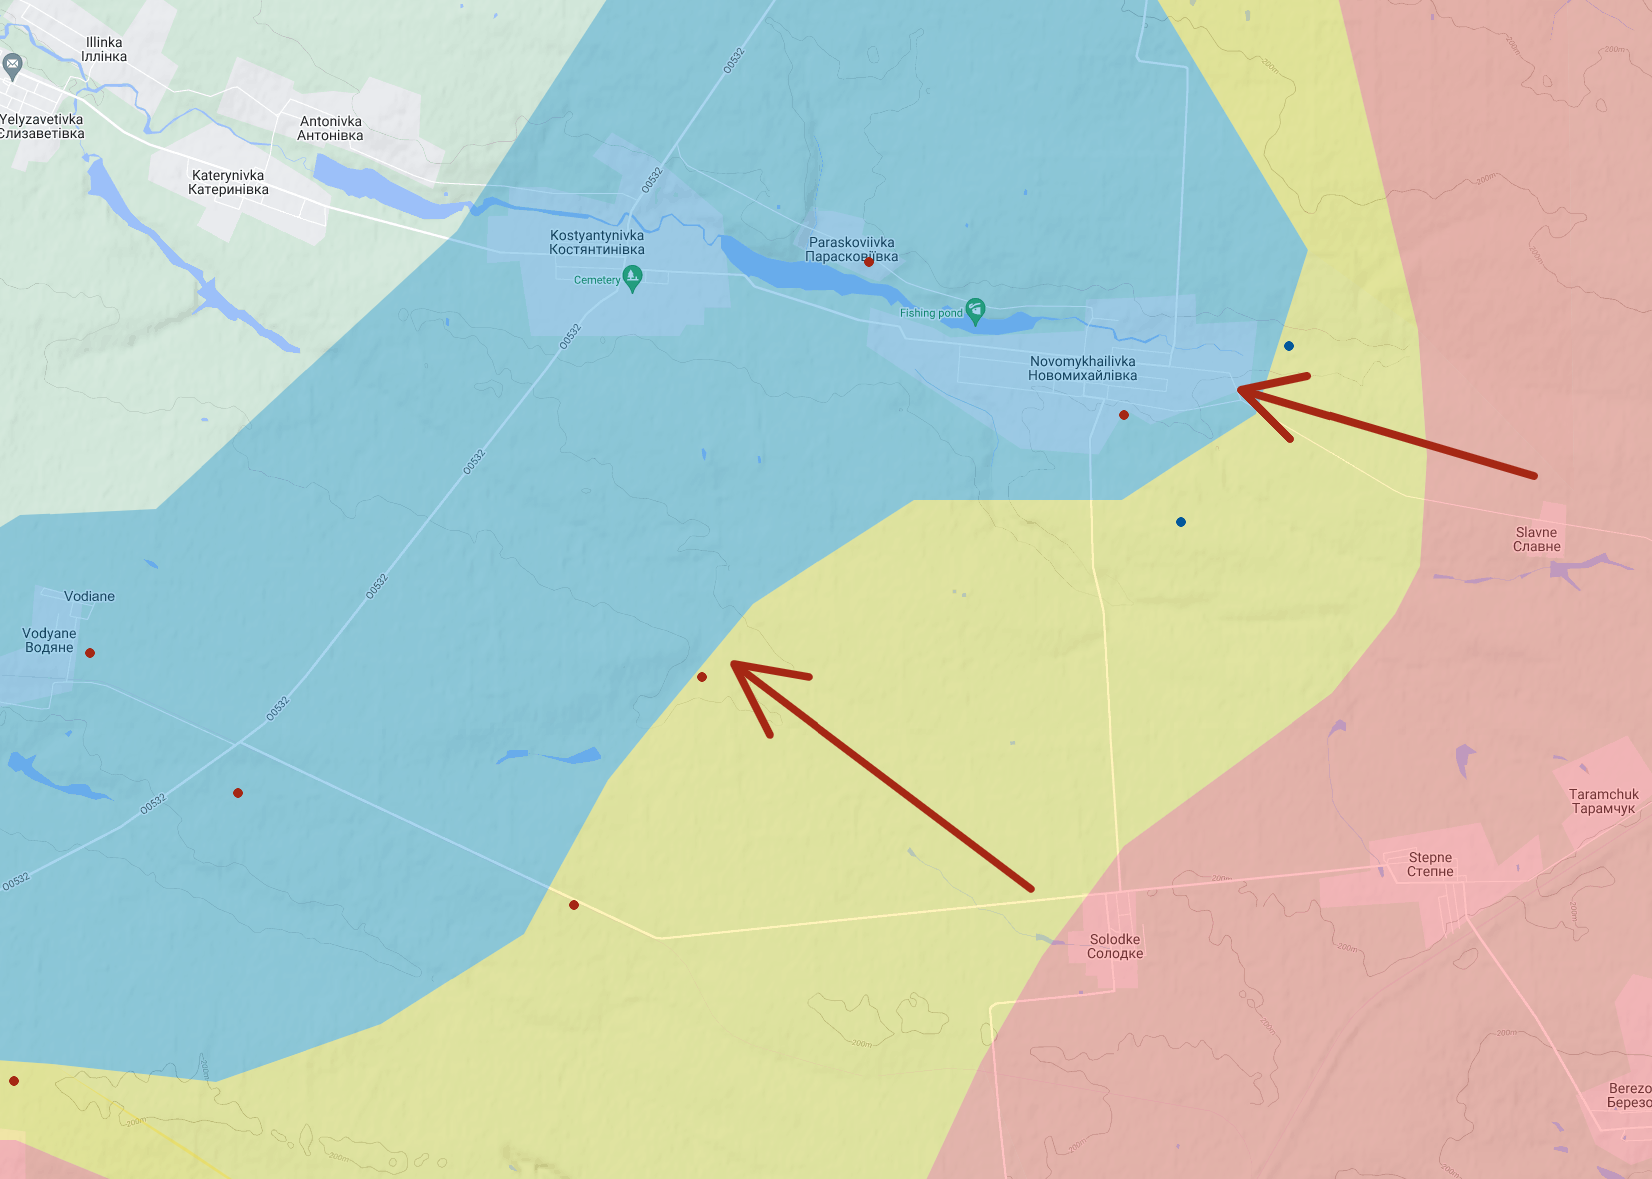 Illinka
Іллінка
Yelyzavetivka
Єлизаветівка
Antonivka
Антонівка
Katerynivka
Катеринівка
O0532
O0532
Kostyantynivka
Костянтинівка
Cemetery
Paraskoviivka
Парасковіївка
Fishing pond
Novomykhailivka
Новомихайлівка
O0532
O0532
O0532
O0532
O0532
O0532
200m
200m
200m
200m
Slavne
Славне
Vodiane
Vodyane
Водяне
Taramchuk
Тарамчук
Stepne
Степне
200m
Solodke
Солодке
200m
200m
200m
200m
200m
200m
200m
200m
200m
200m
Berezo
Березо